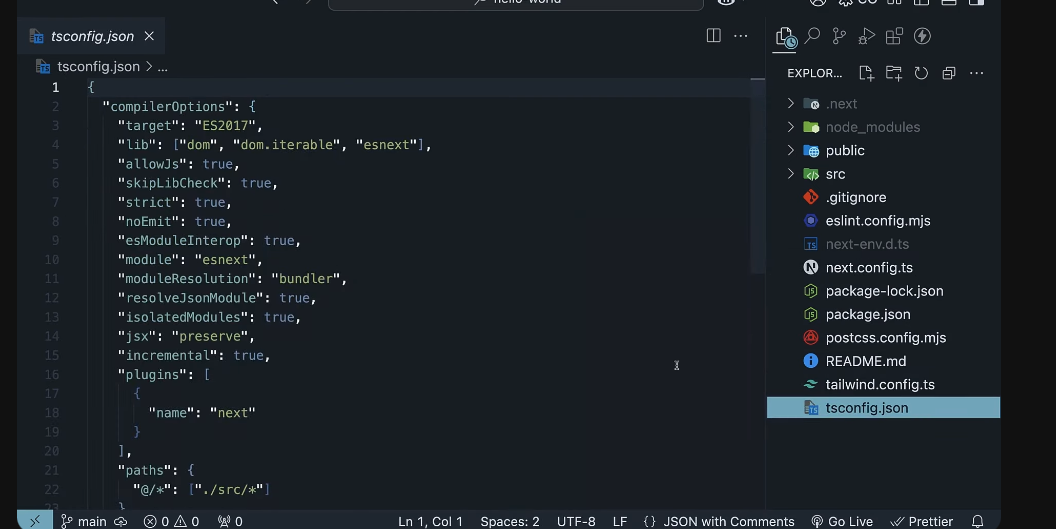 hello-world
tsconfig.json
tsconfig.json > ...
EXPLOR...
1 {
2 "compilerOptions": {
3 "target": "ES2017",
4 "lib": ["dom", "dom.iterable", "esnext"],
5 "allowJs": true,
6 "skipLibCheck": true,
7 "strict": true,
8 "noEmit": true,
9 "esModuleInterop": true,
10 "module": "esnext",
11 "moduleResolution": "bundler",
12 "resolveJsonModule": true,
13 "isolatedModules": true,
14 "jsx": "preserve",
15 "incremental": true,
16 "plugins": [
17 {
18 "name": "next"
19 }
20 ],
21 "paths": {
22 "@/*": ["./src/*"]
23 }
.next
node_modules
public
src
.gitignore
eslint.config.mjs
next-env.d.ts
next.config.ts
package-lock.json
package.json
postcss.config.mjs
README.md
tailwind.config.ts
tsconfig.json
main 0 0 0 Ln 1, Col 1 Spaces: 2 UTF-8 LF {} JSON with Comments Go Live Prettier